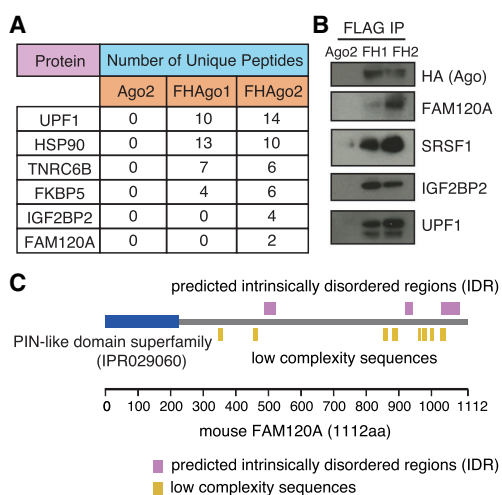 A
Protein Number of Unique Peptides
Ago2 FHAgo1 FHAgo2
UPF1 0 10 14
HSP90 0 13 10
TNRC6B 0 7 6
FKBP5 0 4 6
IGF2BP2 0 0 4
FAM120A 0 0 2
B
FLAG IP
Ago2 FH1 FH2
HA (Ago)
FAM120A
SRSF1
IGF2BP2
UPF1
C
predicted intrinsically disordered regions (IDR)
PIN-like domain superfamily
(IPR029060)
low complexity sequences
0 100 200 300 400 500 600 700 800 900 1000 1112
mouse FAM120A (1112aa)
predicted intrinsically disordered regions (IDR)
low complexity sequences